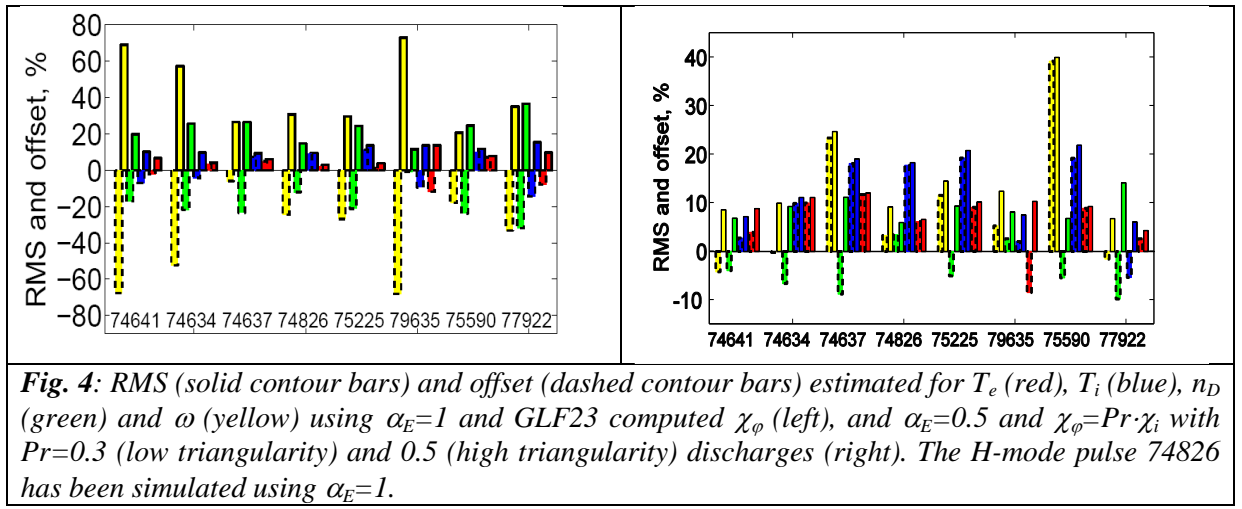 80
60
40
20
0
−20
−40
−60
−80
RMS and offset, %
74641 74634 74637 74826 75225 79635 75590 77922
40
30
20
10
0
-10
RMS and offset, %
74641 74634 74637 74826 75225 79635 75590 77922
Fig. 4: RMS (solid contour bars) and offset (dashed contour bars) estimated for Te (red), Ti (blue), nD
(green) and ω (yellow) using αE=1 and GLF23 computed χφ (left), and αE=0.5 and χφ=Pr·χi with
Pr=0.3 (low triangularity) and 0.5 (high triangularity) discharges (right). The H-mode pulse 74826
has been simulated using αE=1.